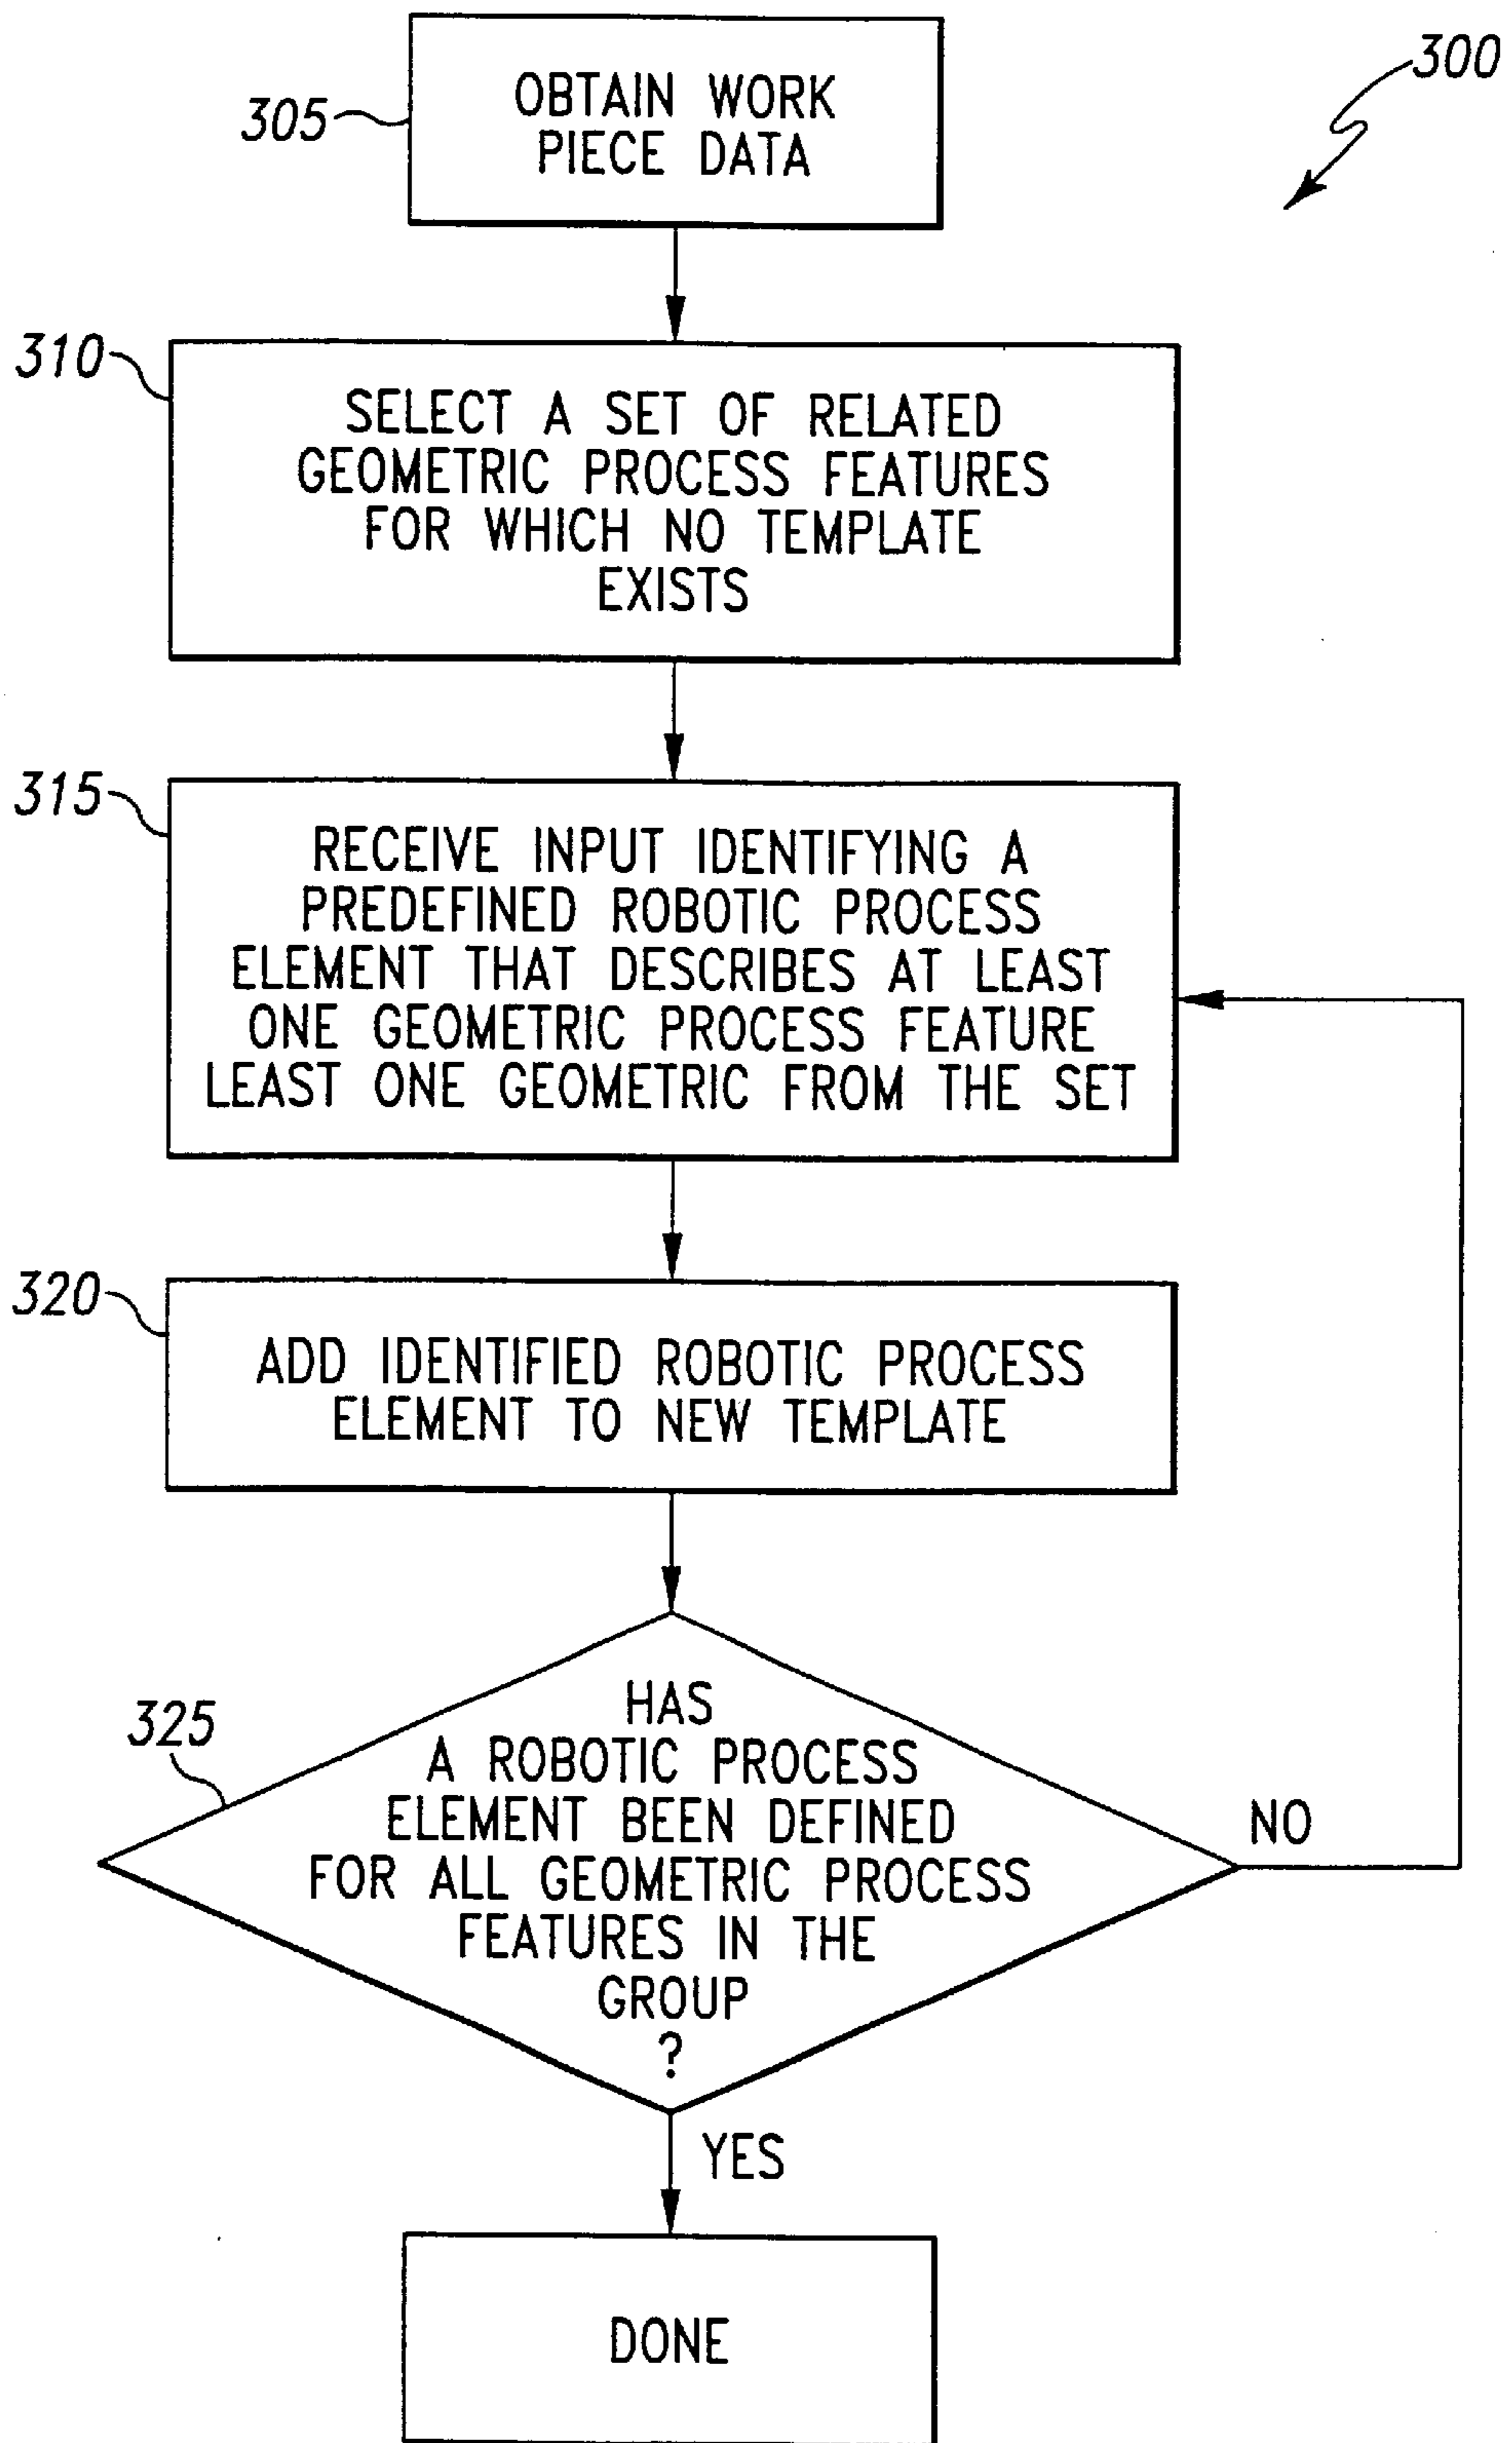 300
305
OBTAIN WORK
PIECE DATA
310
SELECT A SET OF RELATED
GEOMETRIC PROCESS FEATURES
FOR WHICH NO TEMPLATE
EXISTS
315
RECEIVE INPUT IDENTIFYING A
PREDEFINED ROBOTIC PROCESS
ELEMENT THAT DESCRIBES AT LEAST
ONE GEOMETRIC PROCESS FEATURE
LEAST ONE GEOMETRIC FROM THE SET
320
ADD IDENTIFIED ROBOTIC PROCESS
ELEMENT TO NEW TEMPLATE
325
HAS
A ROBOTIC PROCESS
ELEMENT BEEN DEFINED
FOR ALL GEOMETRIC PROCESS
FEATURES IN THE
GROUP
?
NO
YES
DONE